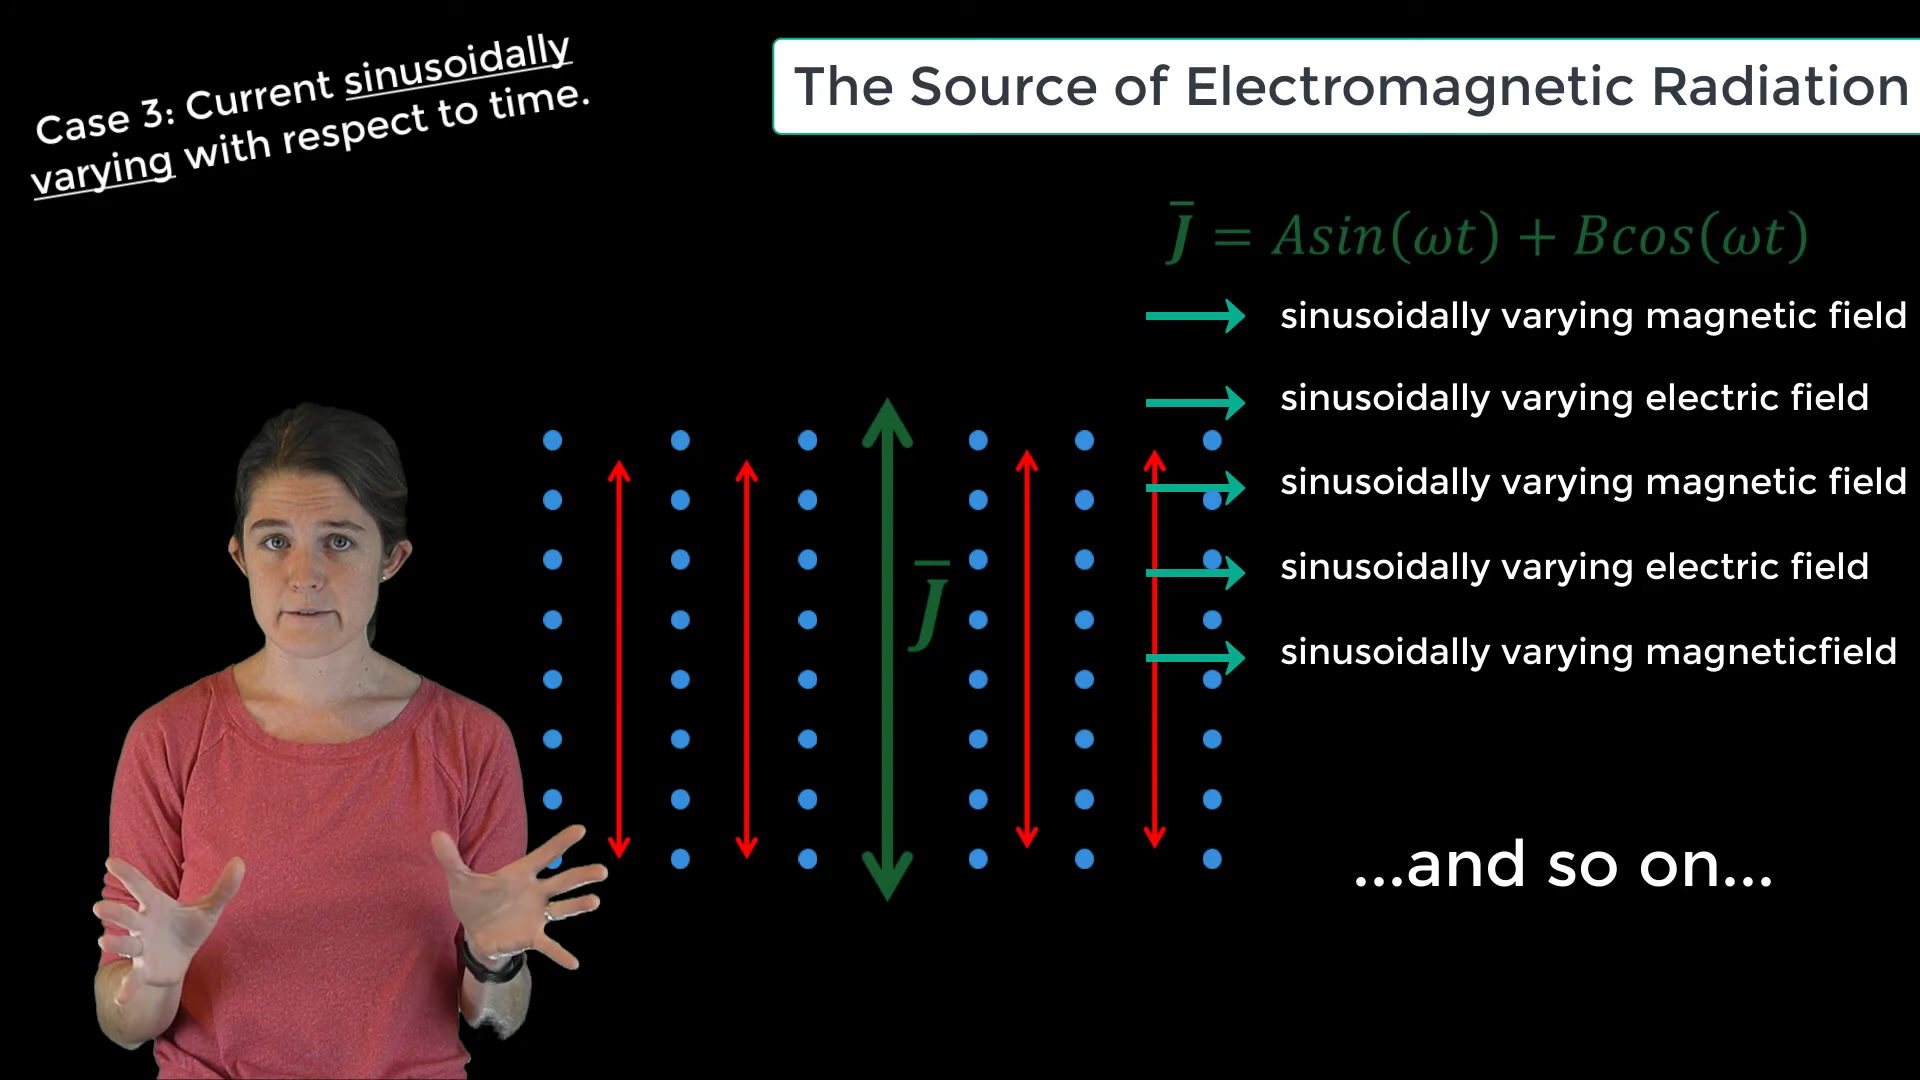 Case 3: Current sinusoidally
varying with respect to time.
The Source of Electromagnetic Radiation
J̅ = Asin(ωt) + Bcos(ωt)
sinusoidally varying magnetic field
sinusoidally varying electric field
sinusoidally varying magnetic field
sinusoidally varying electric field
sinusoidally varying magneticfield
J̅
...and so on...